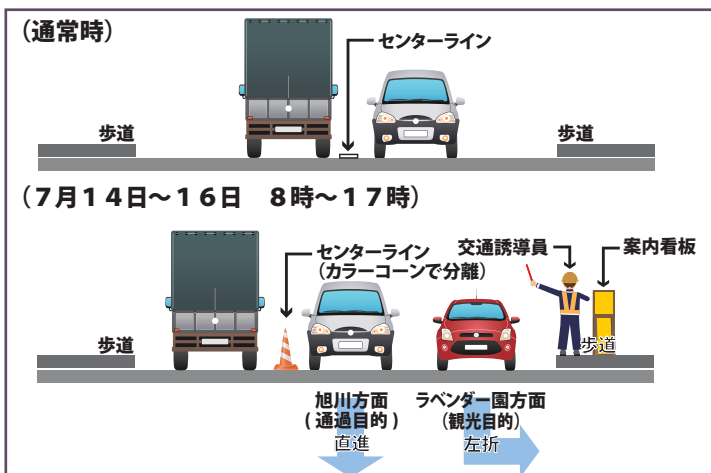 (通常時)
センターライン
歩道
歩道
(7月14日~16日　8時~17時)
センターライン
(カラーコーンで分離)
交通誘導員
案内看板
歩道
歩道
旭川方面
(通過目的)
直進
ラベンダー園方面
(観光目的)
左折